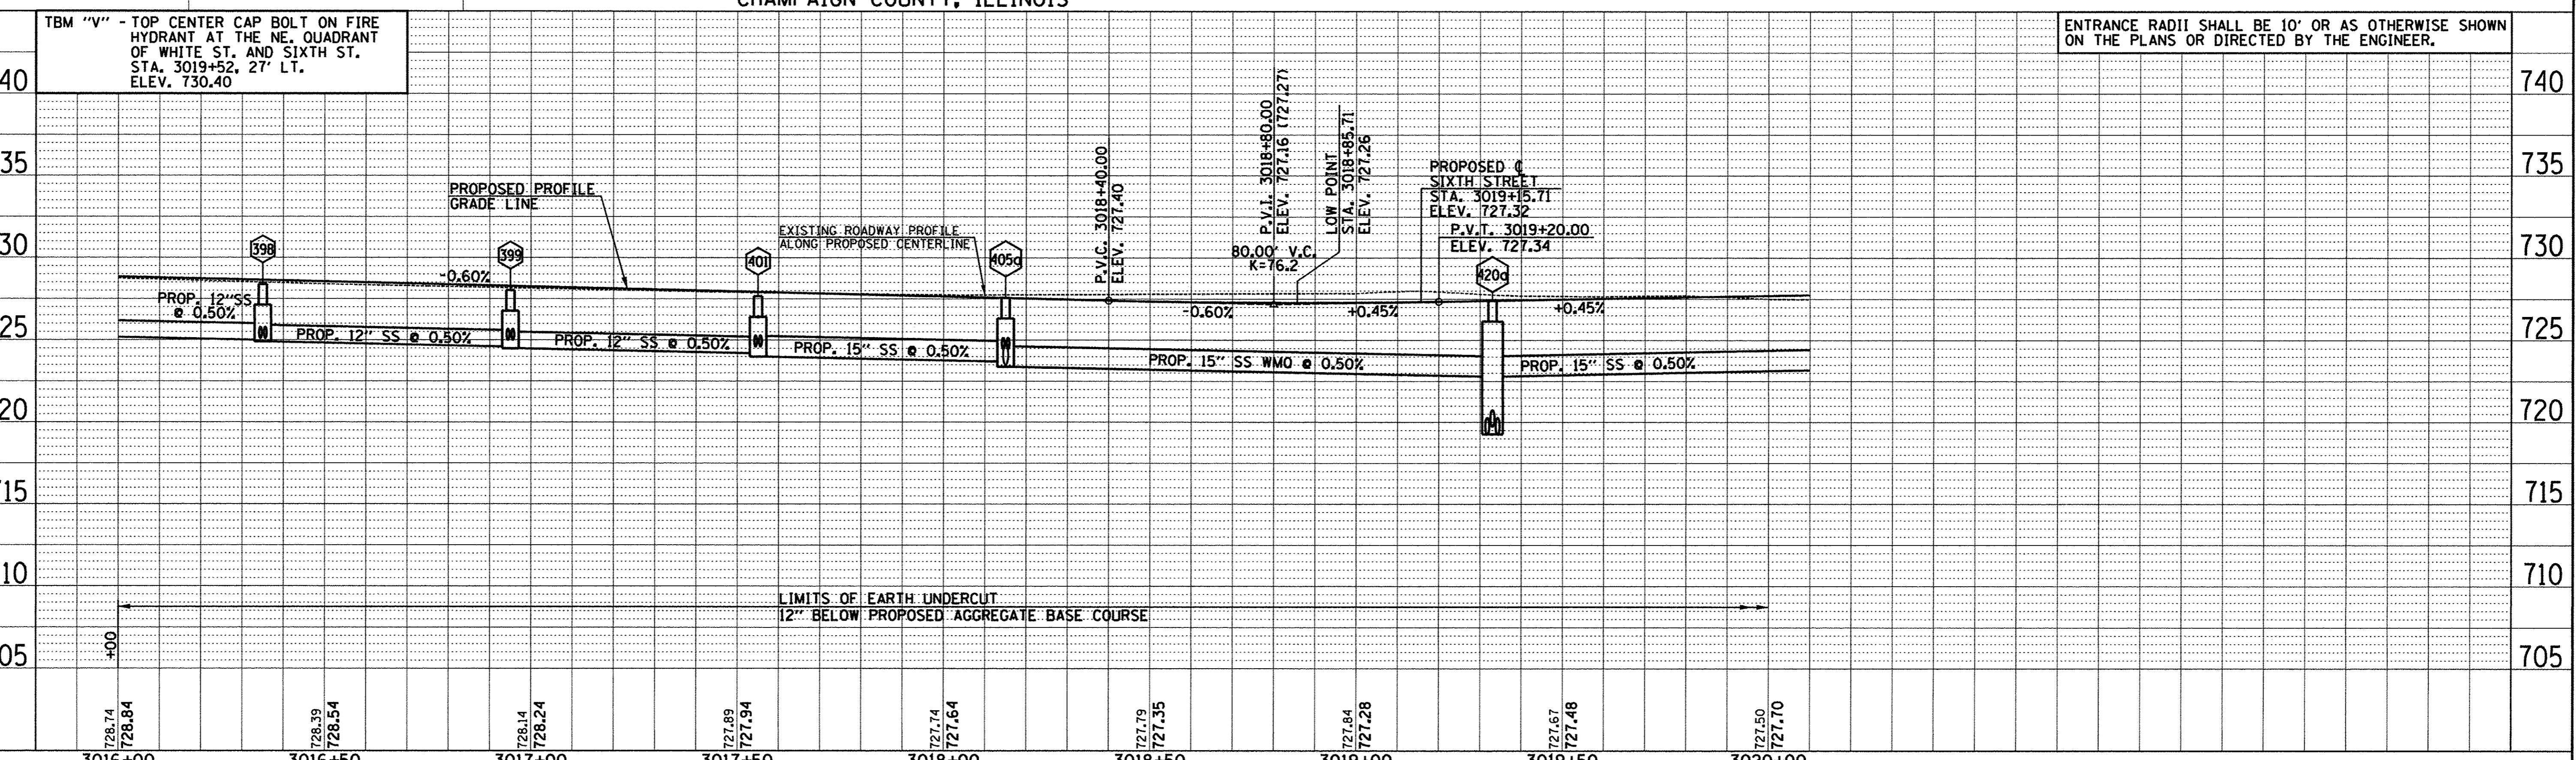 CHAMPAIGN COUNTY, ILLINOIS
TBM "V" - TOP CENTER CAP BOLT ON FIRE
HYDRANT AT THE NE. QUADRANT
OF WHITE ST. AND SIXTH ST.
STA. 3019+52, 27' LT.
ELEV. 730.40
ENTRANCE RADII SHALL BE 10' OR AS OTHERWISE SHOWN
ON THE PLANS OR DIRECTED BY THE ENGINEER.
40
740
35
735
30
730
25
725
20
720
15
715
10
710
05
705
PROPOSED PROFILE
GRADE LINE
EXISTING ROADWAY PROFILE
ALONG PROPOSED CENTERLINE
P.V.C. 3018+40.00
ELEV. 727.40
P.V.I. 3018+80.00
ELEV. 727.16 (727.27)
LOW POINT
STA. 3018+85.71
ELEV. 727.26
80.00' V.C.
K=76.2
PROPOSED ℄
SIXTH STREET
STA. 3019+15.71
ELEV. 727.32
P.V.T. 3019+20.00
ELEV. 727.34
398
399
401
405a
420a
-0.60%
-0.60%
+0.45%
+0.45%
PROP. 12"SS
@ 0.50%
PROP. 12" SS @ 0.50%
PROP. 12" SS @ 0.50%
PROP. 15" SS @ 0.50%
PROP. 15" SS WMQ @ 0.50%
PROP. 15" SS @ 0.50%
LIMITS OF EARTH UNDERCUT
12" BELOW PROPOSED AGGREGATE BASE COURSE
+00
728.74
728.84
728.39
728.54
728.14
728.24
727.89
727.94
727.74
727.64
727.79
727.35
727.84
727.28
727.67
727.48
727.50
727.70
3016+00
3016+50
3017+00
3017+50
3018+00
3018+50
3019+00
3019+50
3020+00